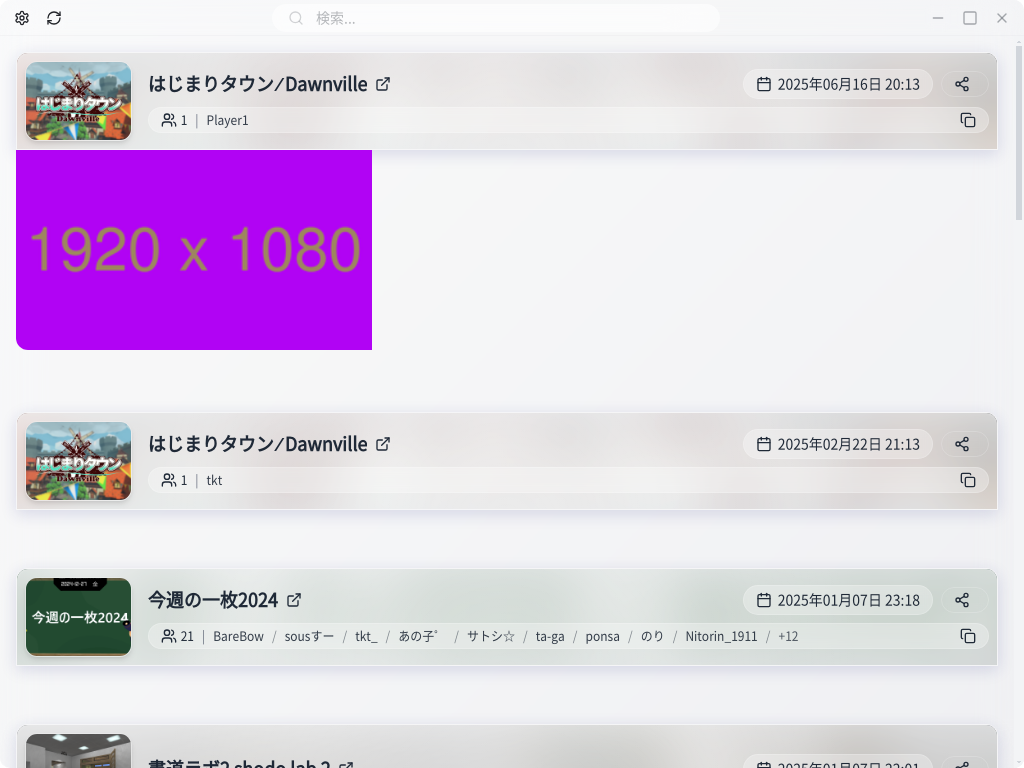 検索...
はじまりタウン⁄Dawnville
2025年06月16日 20:13
はじまりタウン
Dawnville
1 | Player1
1920 x 1080
はじまりタウン⁄Dawnville
2025年02月22日 21:13
はじまりタウン
Dawnville
1 | tkt
今週の一枚2024
2025年01月07日 23:18
今週の一枚2024
21 | BareBow / sousすー / tkt_ / あの子゜ / サトシ☆ / ta-ga / ponsa / のり / Nitorin_1911 / +12
書道ラボ2 shodo lab 2
2025年01月07日 22:01